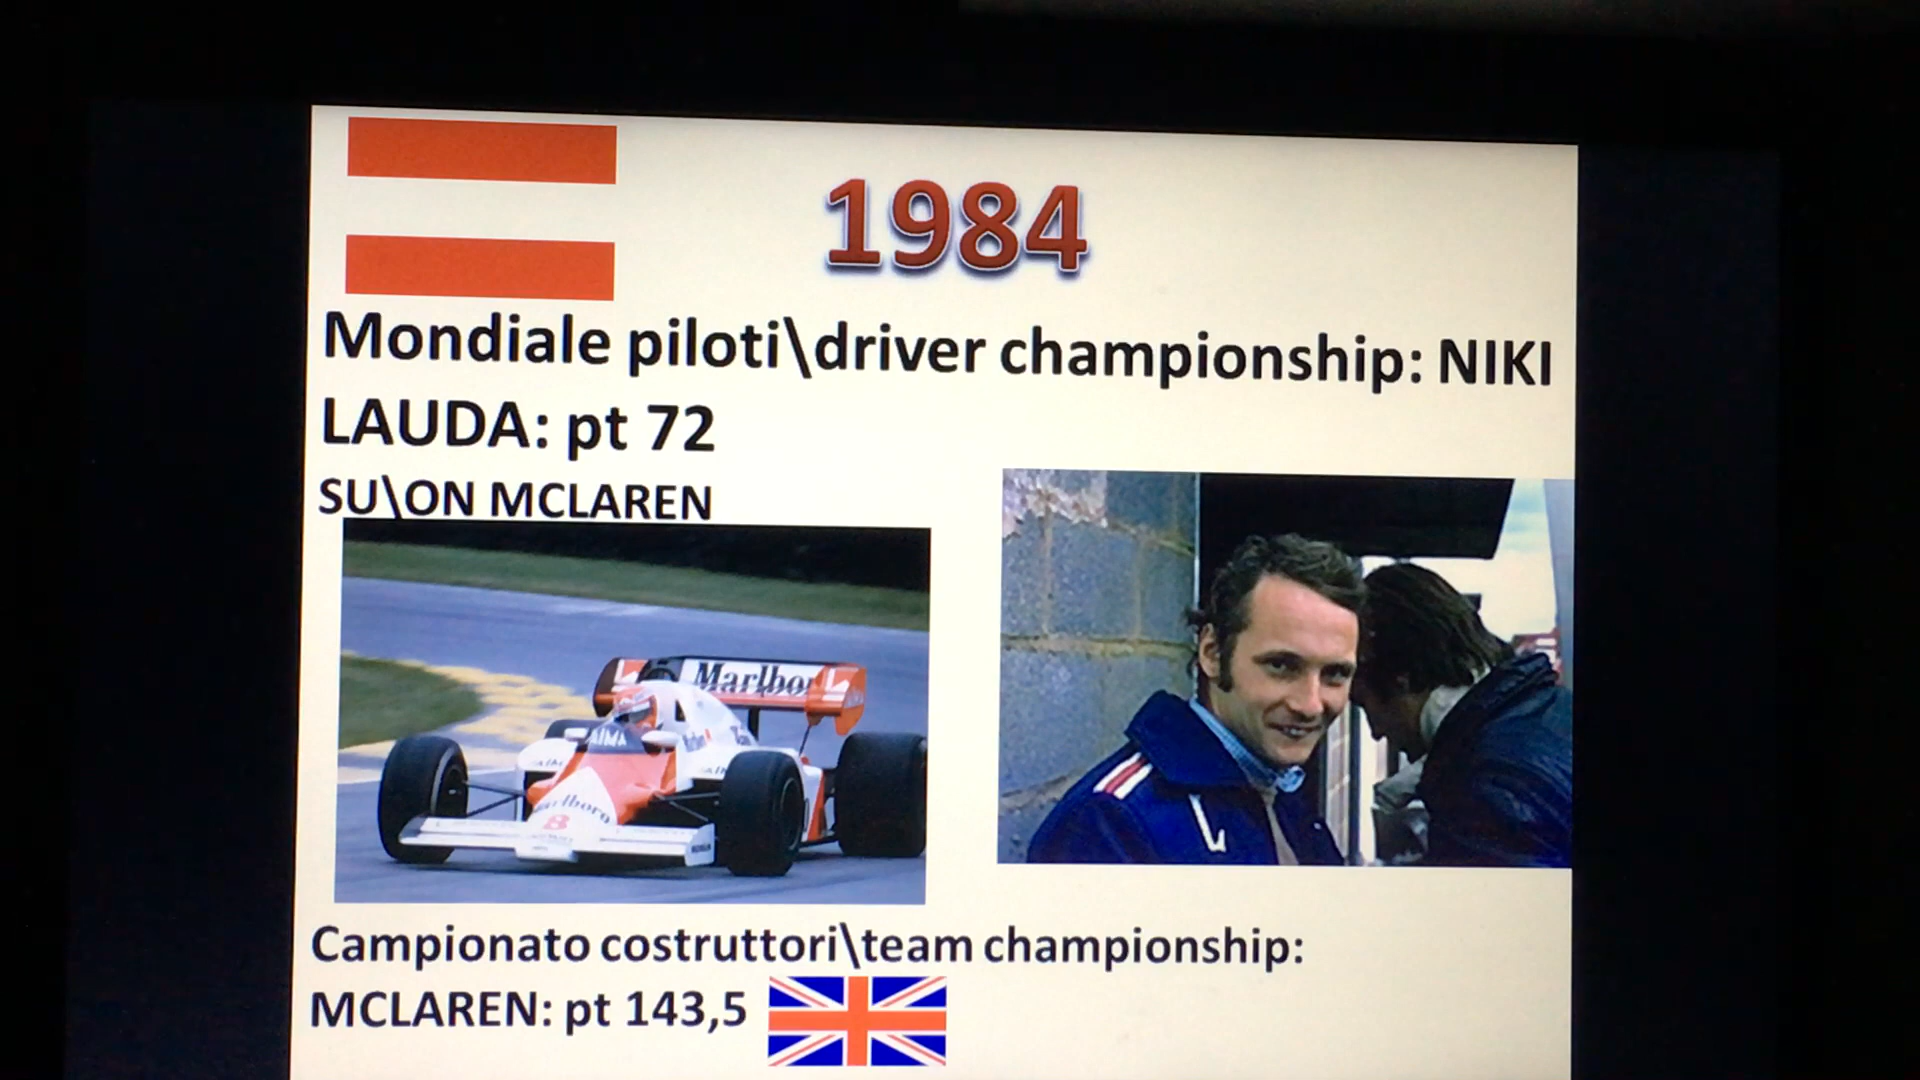 1984
Mondiale piloti\driver championship: NIKI
LAUDA: pt 72
SU\ON MCLAREN
Marlboro
Marlboro
8
Campionato costruttori\team championship:
MCLAREN: pt 143,5